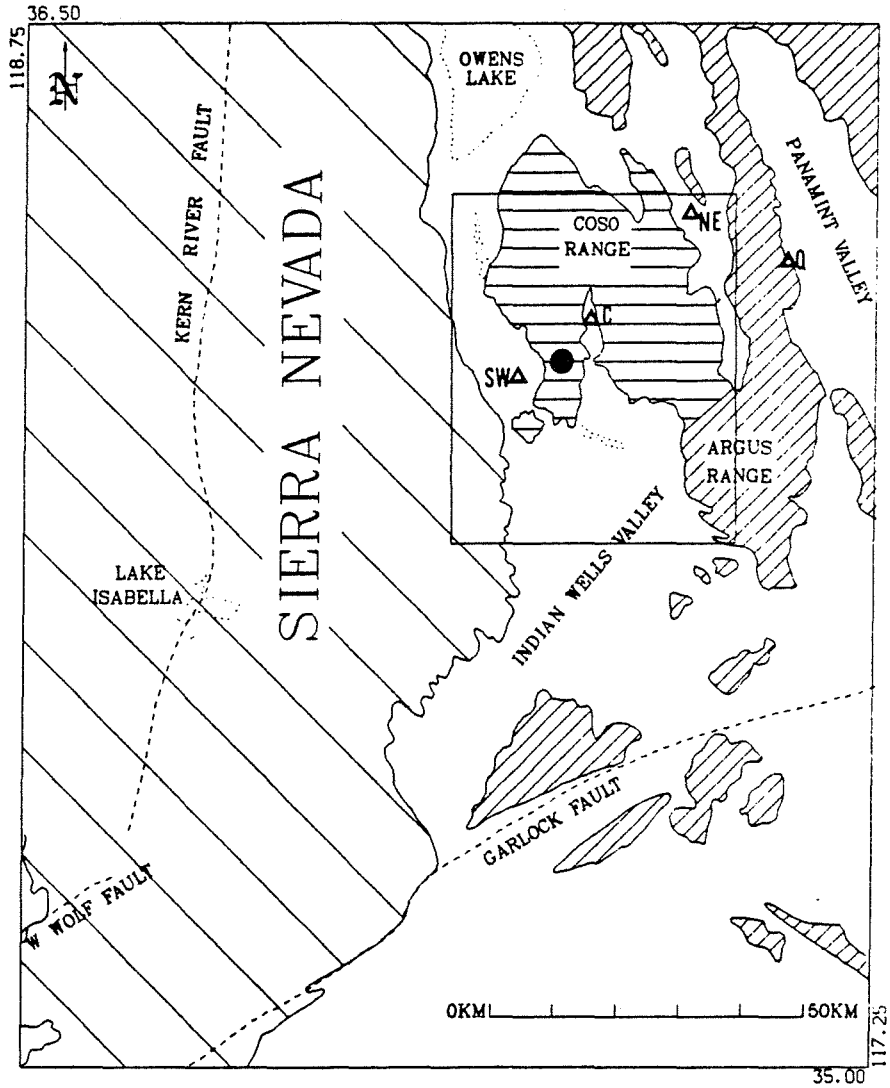 36.50
118.75
N
OWENS
LAKE
KERN RIVER FAULT
SIERRA NEVADA
PANAMINT VALLEY
COSO
RANGE
NE
C
SW
ARGUS
RANGE
LAKE
ISABELLA
INDIAN WELLS VALLEY
GARLOCK FAULT
W WOLF FAULT
0KM
50KM
117.25
35.00